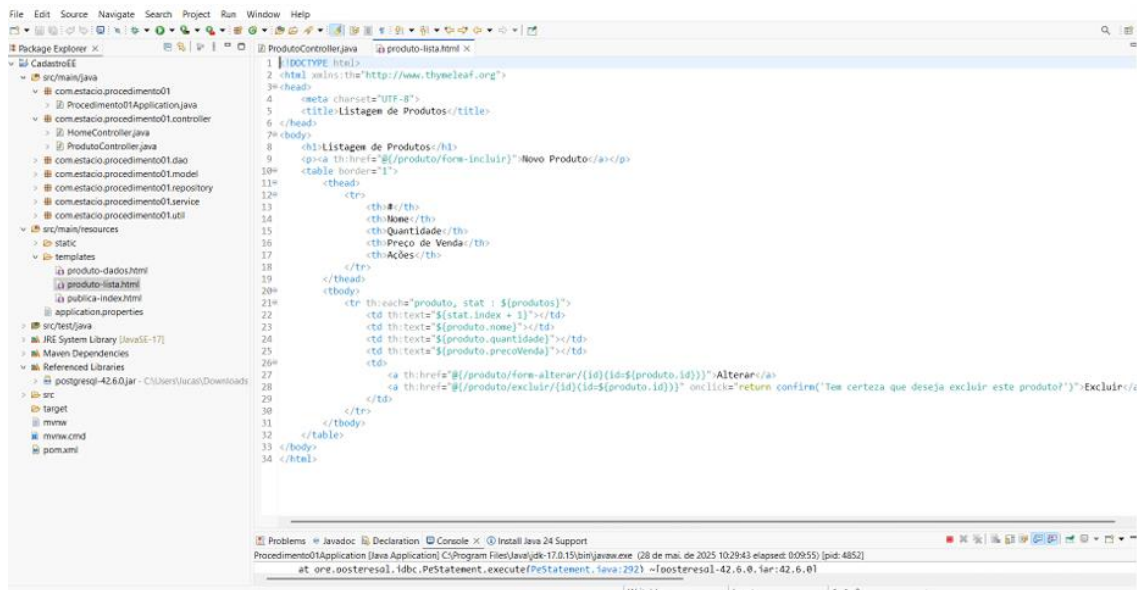 File Edit Source Navigate Search Project Run Window Help
Package Explorer ×
CadastroEE
src/main/java
com.estacio.procedimento01
Procedimento01Application.java
com.estacio.procedimento01.controller
HomeController.java
ProdutoController.java
com.estacio.procedimento01.dao
com.estacio.procedimento01.model
com.estacio.procedimento01.repository
com.estacio.procedimento01.service
com.estacio.procedimento01.util
src/main/resources
static
templates
produto-dados.html
produto-lista.html
publica-index.html
application.properties
src/test/java
JRE System Library [JavaSE-17]
Maven Dependencies
Referenced Libraries
postgresql-42.6.0.jar - C:\Users\lucas\Downloads
src
target
mvnw
mvnw.cmd
pom.xml
ProdutoController.java produto-lista.html ×
1 <!DOCTYPE html>
2 <html xmlns:th="http://www.thymeleaf.org">
3 <head>
4 <meta charset="UTF-8">
5 <title>Listagem de Produtos</title>
6 </head>
7 <body>
8 <h1>Listagem de Produtos</h1>
9 <p><a th:href="@{/produto/form-incluir}">Novo Produto</a></p>
10 <table border="1">
11 <thead>
12 <tr>
13 <th>#</th>
14 <th>Nome</th>
15 <th>Quantidade</th>
16 <th>Preço de Venda</th>
17 <th>Ações</th>
18 </tr>
19 </thead>
20 <tbody>
21 <tr th:each="produto, stat : ${produtos}">
22 <td th:text="${stat.index + 1}"></td>
23 <td th:text="${produto.nome}"></td>
24 <td th:text="${produto.quantidade}"></td>
25 <td th:text="${produto.precoVenda}"></td>
26 <td>
27 <a th:href="@{/produto/form-alterar/{id}(id=${produto.id})}">Alterar</a>
28 <a th:href="@{/produto/excluir/{id}(id=${produto.id})}" onclick="return confirm('Tem certeza que deseja excluir este produto?')">Excluir</a
29 </td>
30 </tr>
31 </tbody>
32 </table>
33 </body>
34 </html>
Problems Javadoc Declaration Console × Install Java 24 Support
Procedimento01Application [Java Application] C:\Program Files\Java\jdk-17.0.15\bin\javaw.exe (28 de mai. de 2025 10:29:43 elapsed: 0:09:55) [pid: 4852]
at org.postgresql.jdbc.PgStatement.execute(PgStatement.java:292) ~[postgresql-42.6.0.jar:42.6.0]